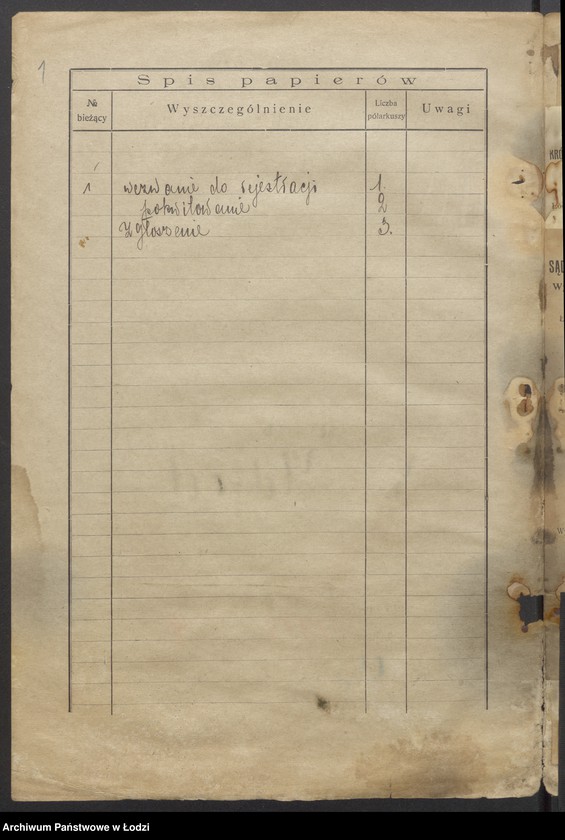 1
Spis papierów
№ bieżący
Wyszczególnienie
Liczba półarkuszy
Uwagi
1 wezwanie do rejestracji 1.
pokwitowanie 2
Zgłoszenie 3.
SĄD
Archiwum Państwowe w Łodzi